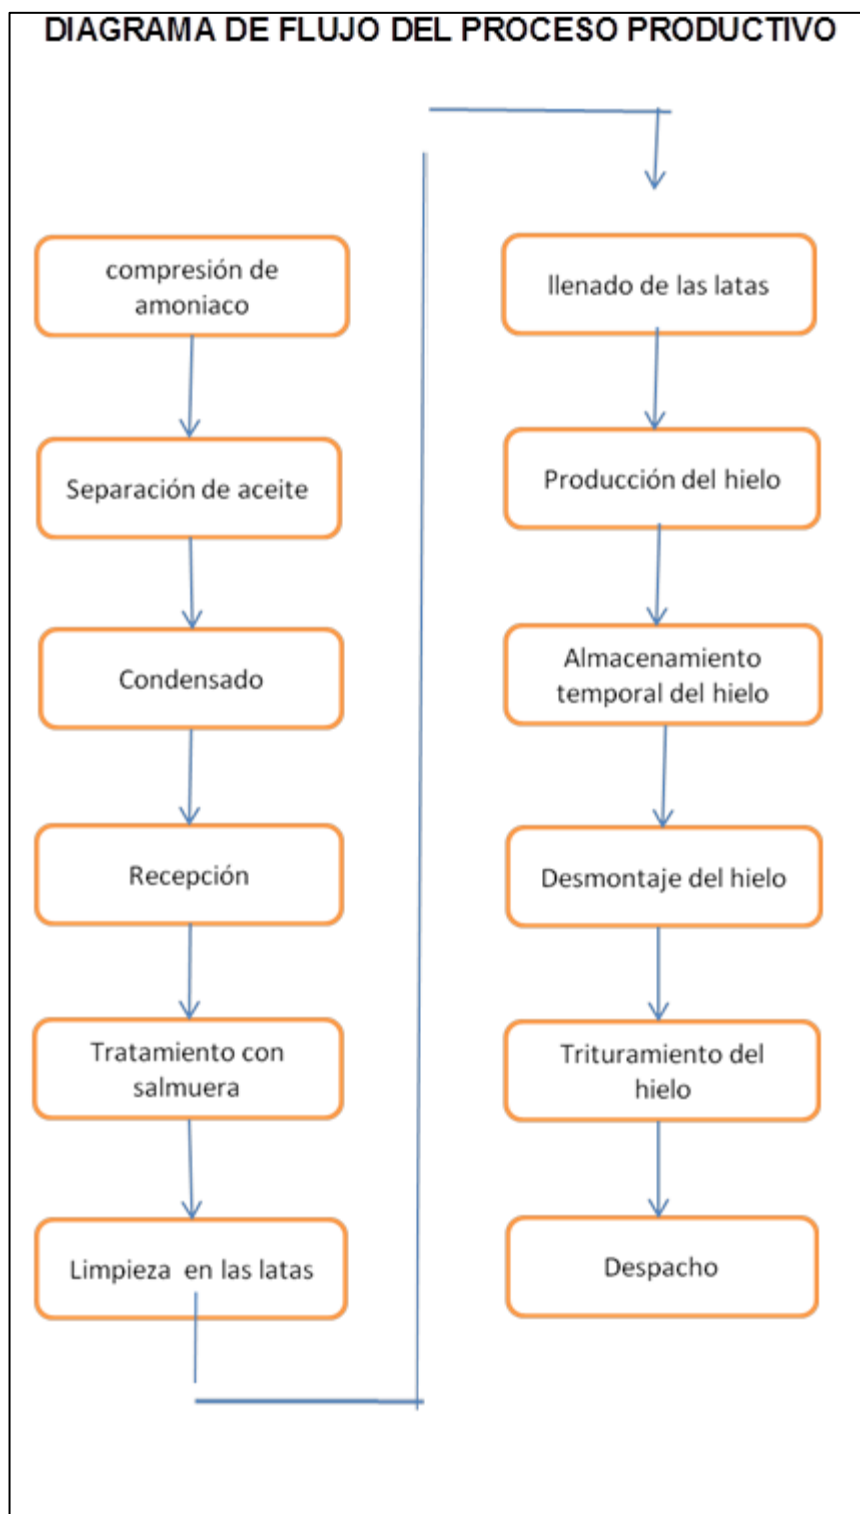 DIAGRAMA DE FLUJO DEL PROCESO PRODUCTIVO
compresión de
amoniaco
Separación de aceite
Condensado
Recepción
Tratamiento con
salmuera
Limpieza en las latas
llenado de las latas
Producción del hielo
Almacenamiento
temporal del hielo
Desmontaje del hielo
Trituramiento del
hielo
Despacho